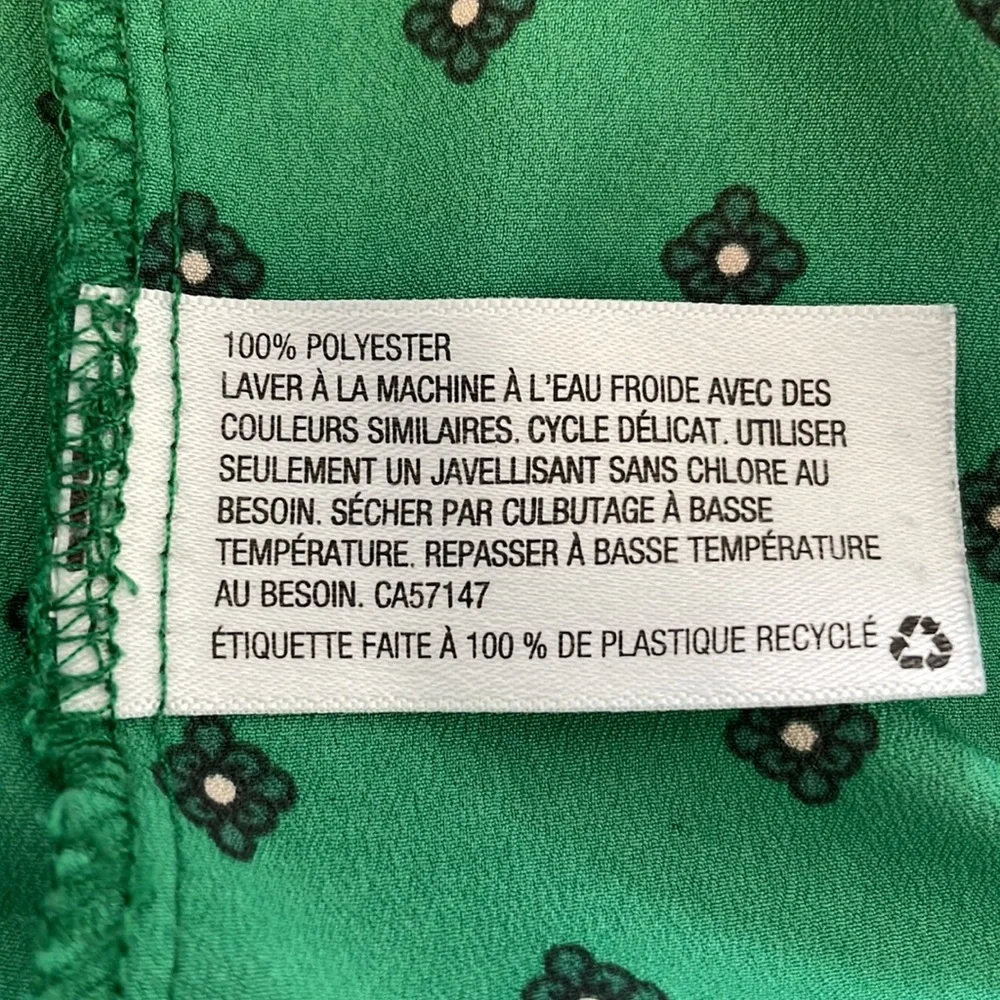 100% POLYESTER
LAVER À LA MACHINE À L'EAU FROIDE AVEC DES
COULEURS SIMILAIRES. CYCLE DÉLICAT. UTILISER
SEULEMENT UN JAVELLISANT SANS CHLORE AU
BESOIN. SÉCHER PAR CULBUTAGE À BASSE
TEMPÉRATURE. REPASSER À BASSE TEMPÉRATURE
AU BESOIN. CA57147
ÉTIQUETTE FAITE À 100 % DE PLASTIQUE RECYCLÉ